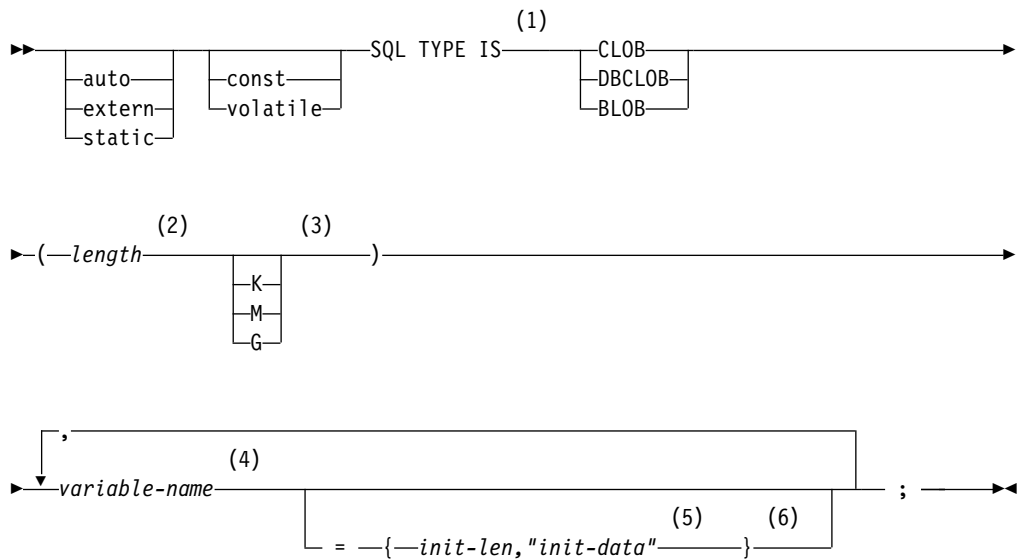 (1)
SQL TYPE IS CLOB
auto const DBCLOB
extern volatile BLOB
static
(2) (3)
( length )
K
M
G
,
(4)
variable-name ;
(5) (6)
= { init-len,"init-data" }